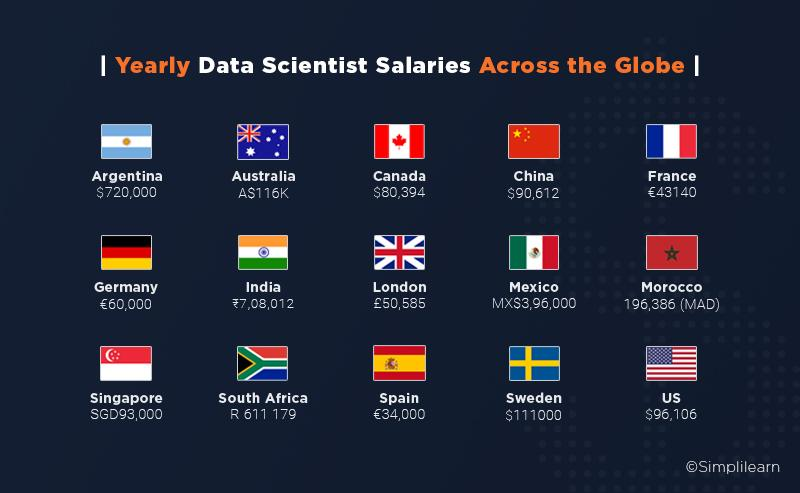 | Yearly Data Scientist Salaries Across the Globe |
Argentina
$720,000
Australia
A$116K
Canada
$80,394
China
$90,612
France
€43140
Germany
€60,000
India
₹7,08,012
London
£50,585
Mexico
MX$3,96,000
Morocco
196,386 (MAD)
Singapore
SGD93,000
South Africa
R 611 179
Spain
€34,000
Sweden
$111000
US
$96,106
©Simplilearn